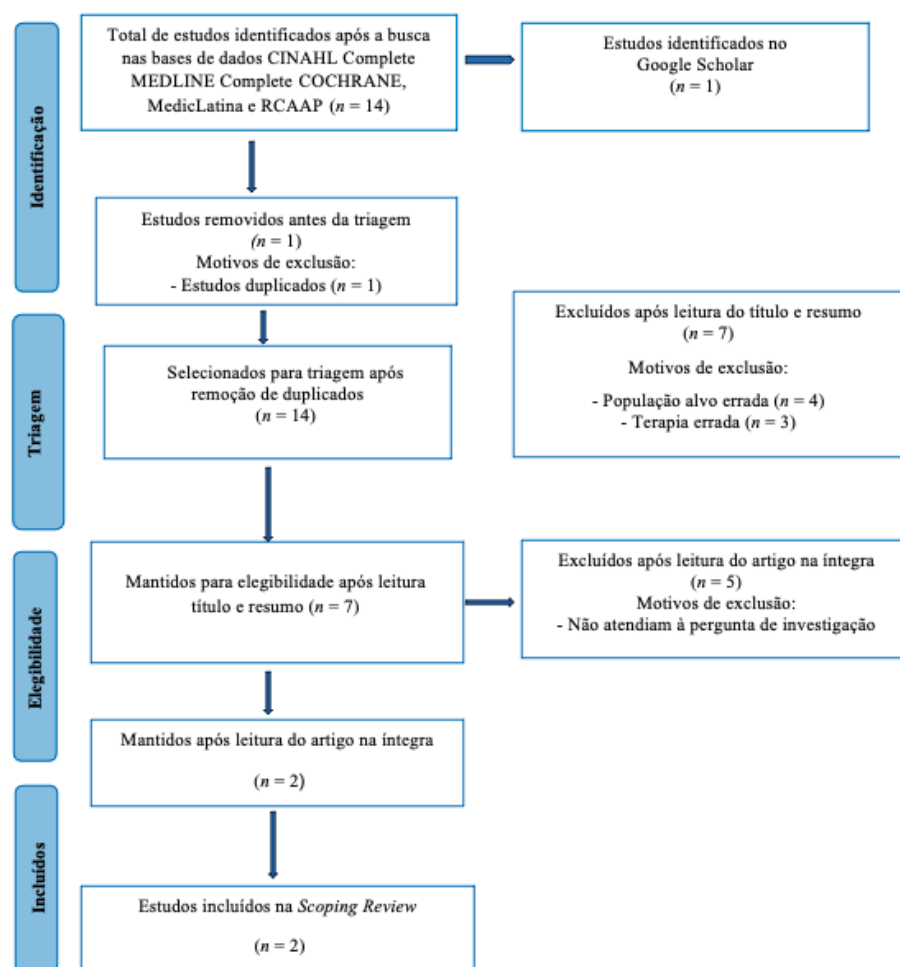 Identificação
Total de estudos identificados após a busca
nas bases de dados CINAHL Complete
MEDLINE Complete COCHRANE,
MedicLatina e RCAAP (n = 14)
Estudos identificados no
Google Scholar
(n = 1)
Estudos removidos antes da triagem
(n = 1)
Motivos de exclusão:
- Estudos duplicados (n = 1)
Triagem
Selecionados para triagem após
remoção de duplicados
(n = 14)
Excluídos após leitura do título e resumo
(n = 7)
Motivos de exclusão:
- População alvo errada (n = 4)
- Terapia errada (n = 3)
Elegibilidade
Mantidos para elegibilidade após leitura
título e resumo (n = 7)
Excluídos após leitura do artigo na íntegra
(n = 5)
Motivos de exclusão:
- Não atendiam à pergunta de investigação
Mantidos após leitura do artigo na íntegra
(n = 2)
Incluídos
Estudos incluídos na Scoping Review
(n = 2)